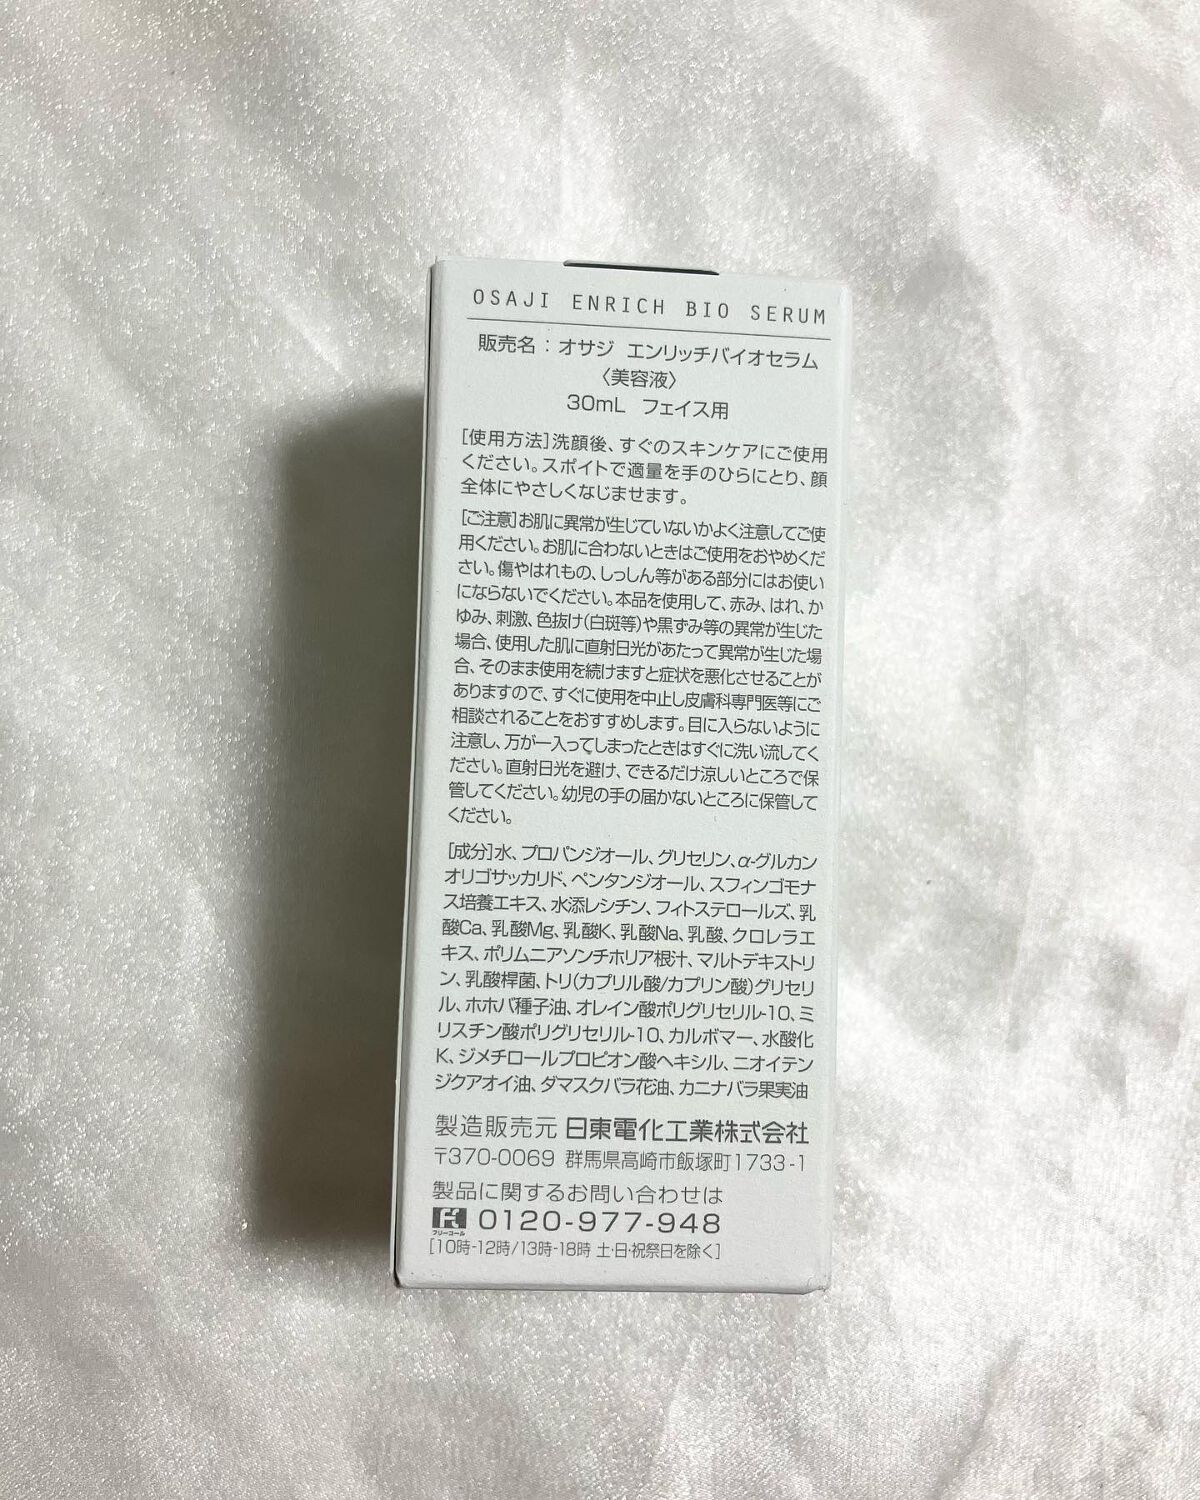 OSAJI ENRICH BIO SERUM
販売名：オサジ エンリッチバイオセラム
〈美容液〉
30mL フェイス用
[使用方法]洗顔後、すぐのスキンケアにご使用
ください。スポイトで適量を手のひらにとり、顔
全体にやさしくなじませます。
[ご注意]お肌に異常が生じていないかよく注意してご使
用ください。お肌に合わないときはご使用をおやめくだ
さい。傷やはれもの、しっしん等がある部分にはお使い
にならないでください。本品を使用して、赤み、はれ、か
ゆみ、刺激、色抜け(白斑等)や黒ずみ等の異常が生じた
場合、使用した肌に直射日光があたって異常が生じた場
合、そのまま使用を続けますと症状を悪化させることが
ありますので、すぐに使用を中止し皮膚科専門医等にご
相談されることをおすすめします。目に入らないように
注意し、万が一入ってしまったときはすぐに洗い流してく
ださい。直射日光を避け、できるだけ涼しいところで保
管してください。幼児の手の届かないところに保管して
ください。
[成分]水、プロパンジオール、グリセリン、α-グルカン
オリゴサッカリド、ペンタンジオール、スフィンゴモナ
ス培養エキス、水添レシチン、フィトステロールズ、乳
酸Ca、乳酸Mg、乳酸K、乳酸Na、乳酸、クロレラエ
キス、ポリムニアソンチホリア根汁、マルトデキストリ
ン、乳酸桿菌、トリ(カプリル酸/カプリン酸)グリセリ
ル、ホホバ種子油、オレイン酸ポリグリセリル-10、ミ
リスチン酸ポリグリセリル-10、カルボマー、水酸化
K、ジメチロールプロピオン酸ヘキシル、ニオイテン
ジクアオイ油、ダマスクバラ花油、カニナバラ果実油
製造販売元 日東電化工業株式会社
〒370-0069 群馬県高崎市飯塚町1733-1
製品に関するお問い合わせは
フリーコール 0120-977-948
[10時-12時/13時-18時 土・日・祝祭日を除く]